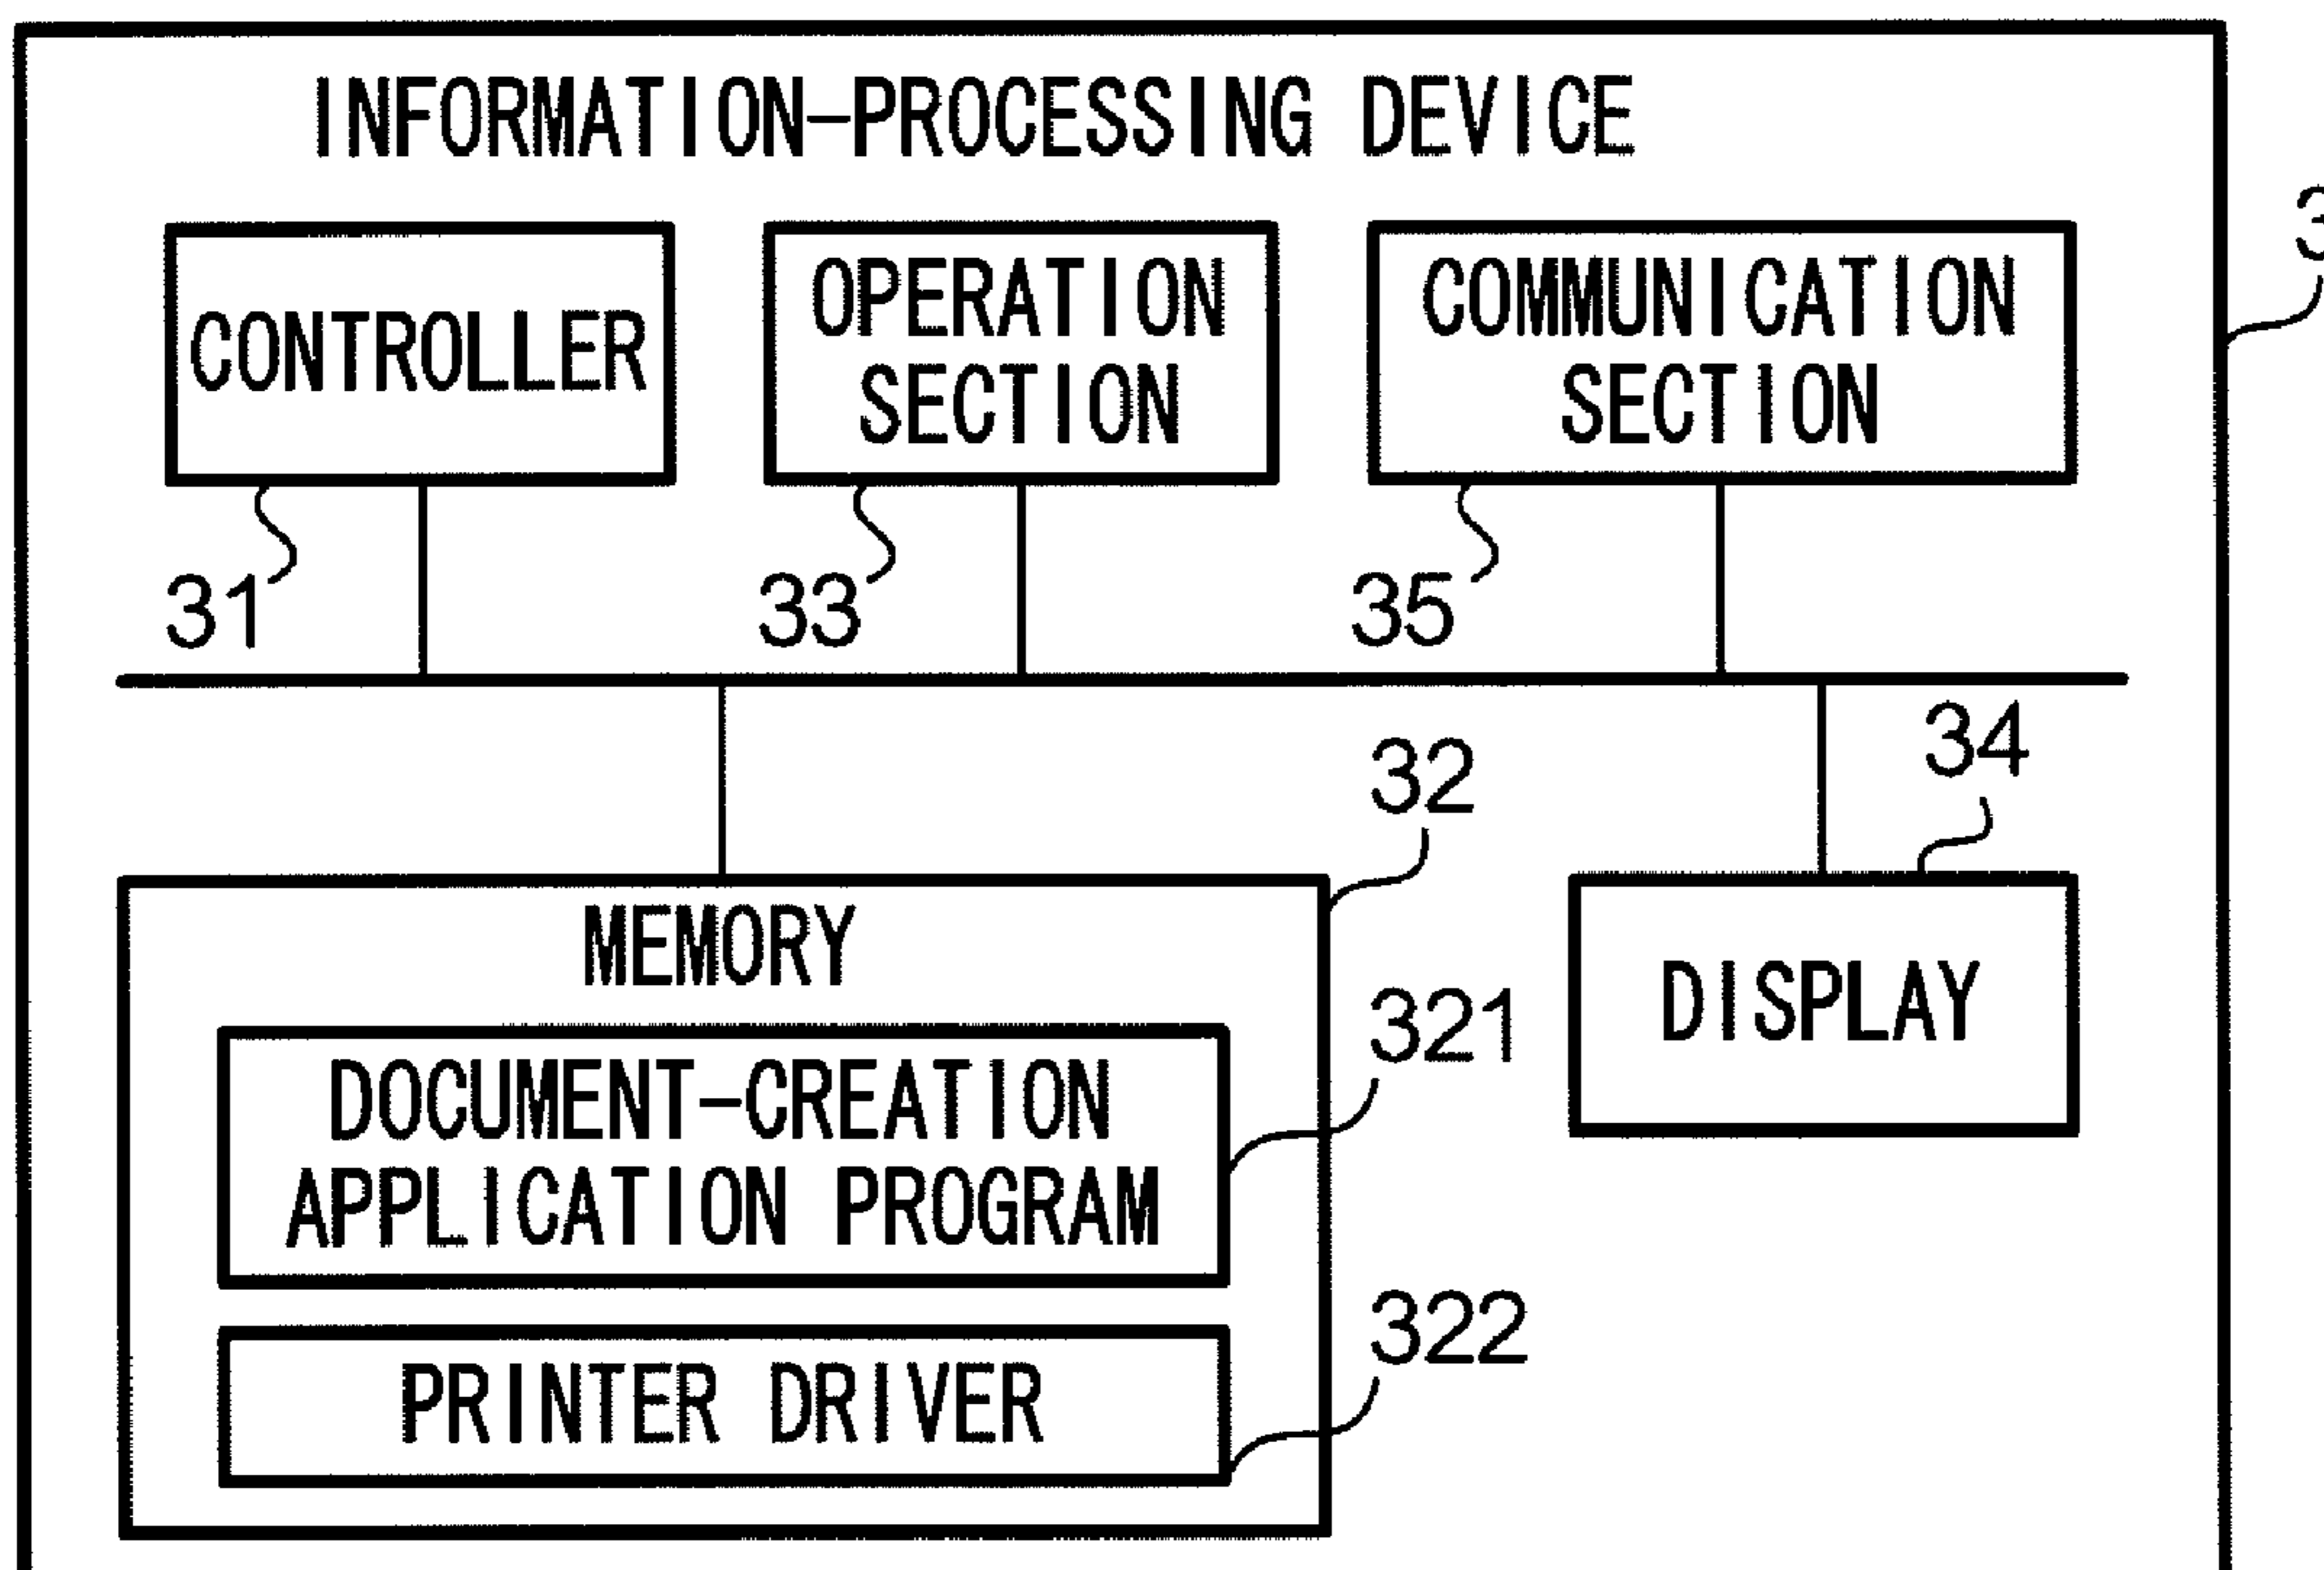 INFORMATION-PROCESSING DEVICE
3
CONTROLLER
OPERATION
SECTION
COMMUNICATION
SECTION
31
33
35
32
34
MEMORY
DISPLAY
321
DOCUMENT-CREATION
APPLICATION PROGRAM
322
PRINTER DRIVER